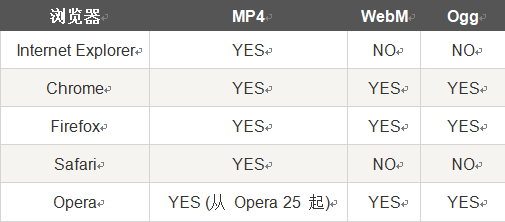 浏览器 MP4 WebM Ogg
Internet Explorer YES NO NO
Chrome YES YES YES
Firefox YES YES YES
Safari YES NO NO
Opera YES (从 Opera 25 起) YES YES